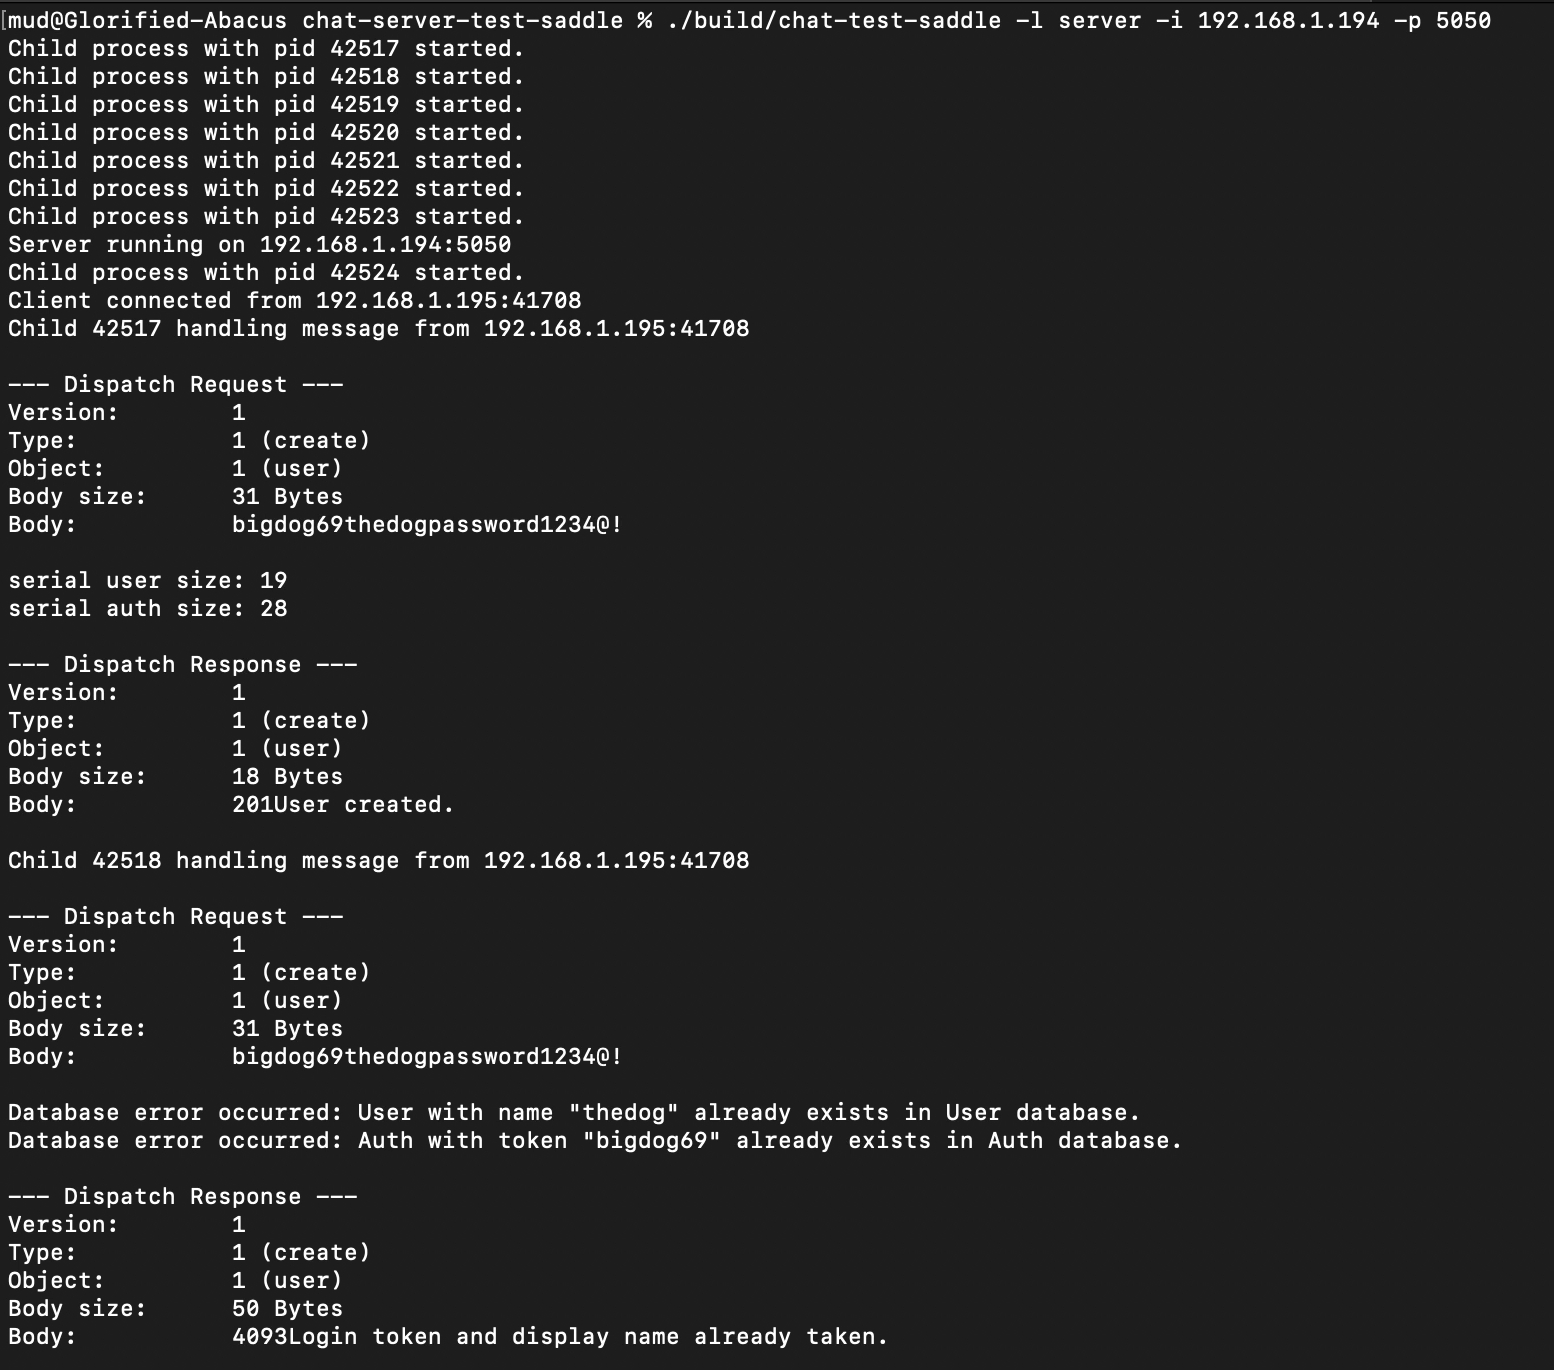 [mud@Glorified-Abacus chat-server-test-saddle % ./build/chat-test-saddle -l server -i 192.168.1.194 -p 5050
Child process with pid 42517 started.
Child process with pid 42518 started.
Child process with pid 42519 started.
Child process with pid 42520 started.
Child process with pid 42521 started.
Child process with pid 42522 started.
Child process with pid 42523 started.
Server running on 192.168.1.194:5050
Child process with pid 42524 started.
Client connected from 192.168.1.195:41708
Child 42517 handling message from 192.168.1.195:41708

--- Dispatch Request ---
Version:        1
Type:           1 (create)
Object:         1 (user)
Body size:      31 Bytes
Body:           bigdog69thedogpassword1234@!

serial user size: 19
serial auth size: 28

--- Dispatch Response ---
Version:        1
Type:           1 (create)
Object:         1 (user)
Body size:      18 Bytes
Body:           201User created.

Child 42518 handling message from 192.168.1.195:41708

--- Dispatch Request ---
Version:        1
Type:           1 (create)
Object:         1 (user)
Body size:      31 Bytes
Body:           bigdog69thedogpassword1234@!

Database error occurred: User with name "thedog" already exists in User database.
Database error occurred: Auth with token "bigdog69" already exists in Auth database.

--- Dispatch Response ---
Version:        1
Type:           1 (create)
Object:         1 (user)
Body size:      50 Bytes
Body:           4093Login token and display name already taken.